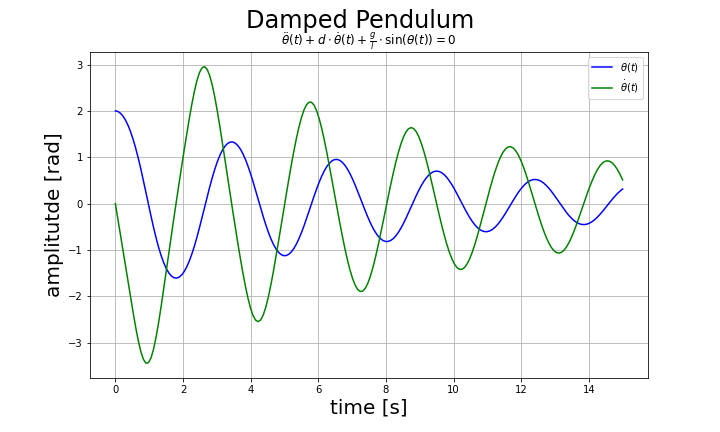 Damped Pendulum
θ̈(t) + d · θ̇(t) + g/l · sin(θ(t)) = 0
θ(t)
θ̇(t)
amplitutde [rad]
3
2
1
0
−1
−2
−3
0 2 4 6 8 10 12 14
time [s]